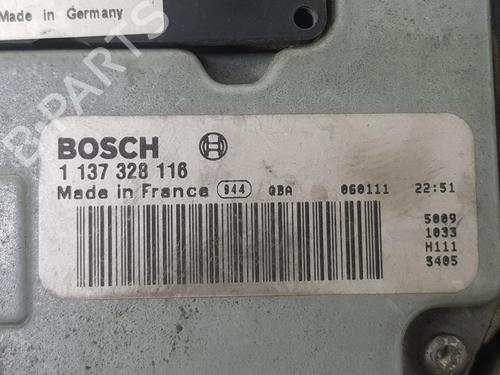 Made in Germany
B-PARTS
BOSCH
1 137 328 116
Made in France 944 QBA 060111 22:51
5009
1033
H111
S405